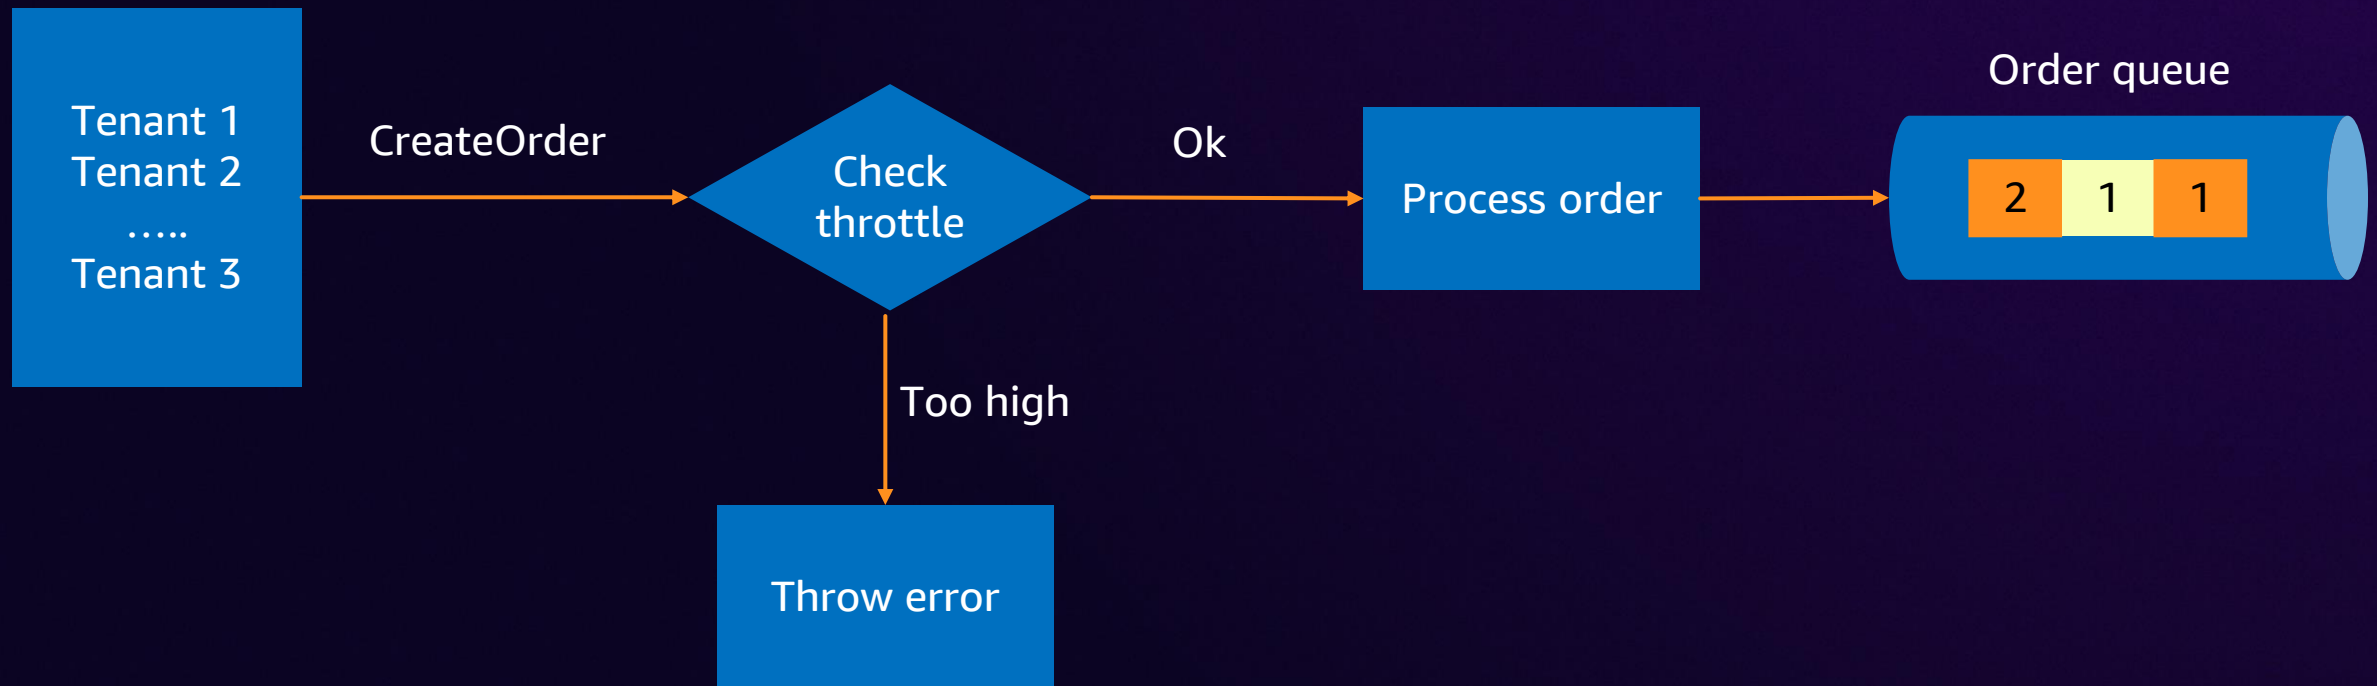 Tenant 1
Tenant 2
.....
Tenant 3
CreateOrder
Check
throttle
Ok
Process order
Order queue
2 1 1
Too high
Throw error